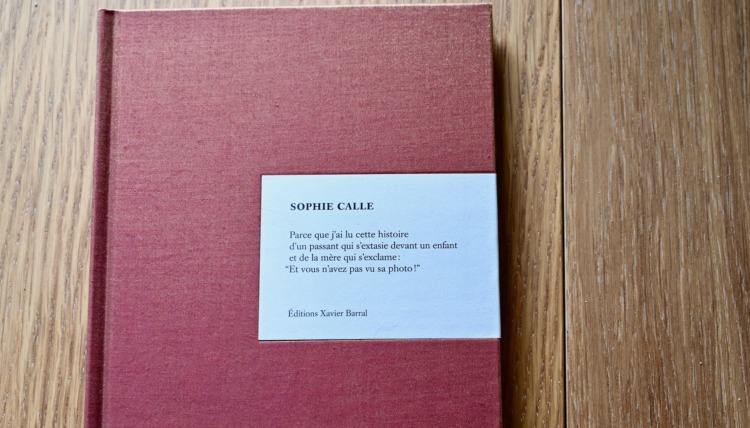 SOPHIE CALLE
Parce que j’ai lu cette histoire
d’un passant qui s’extasie devant un enfant
et de la mère qui s’exclame :
“Et vous n’avez pas vu sa photo !”
Éditions Xavier Barral